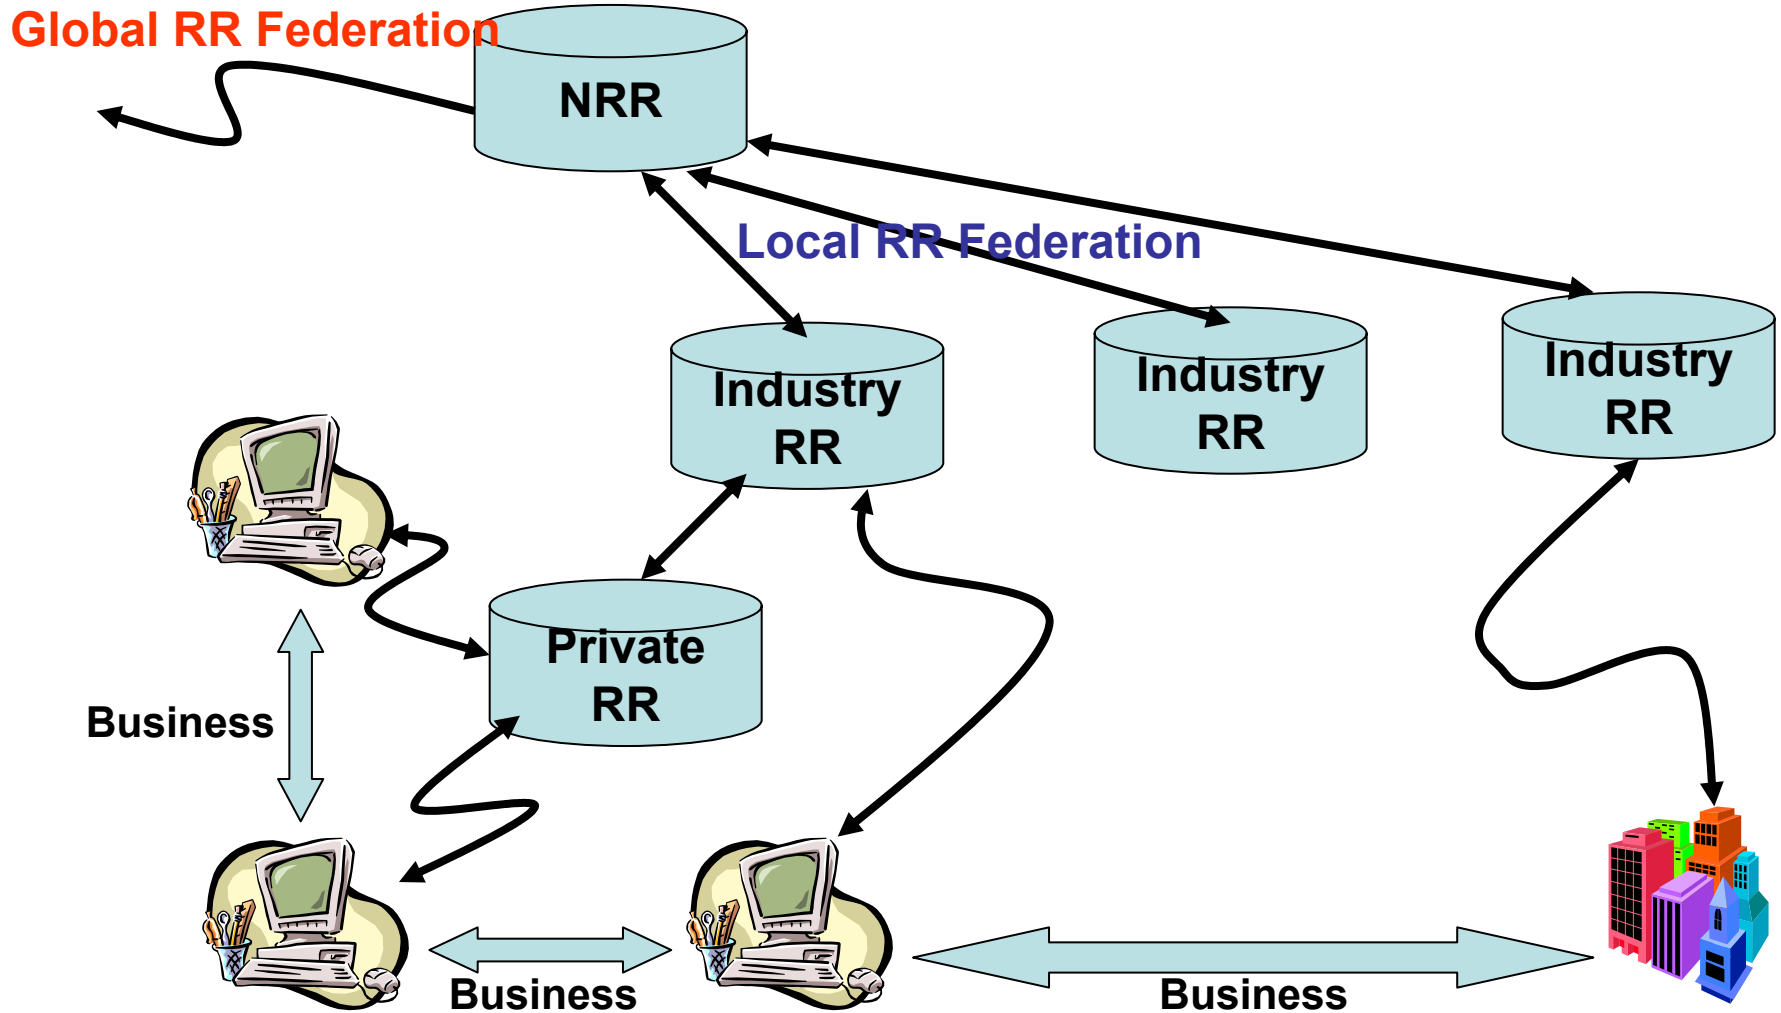 Global RR Federation
NRR
Local RR Federation
Industry
RR
Industry
RR
Industry
RR
Private
RR
Business
Business
Business